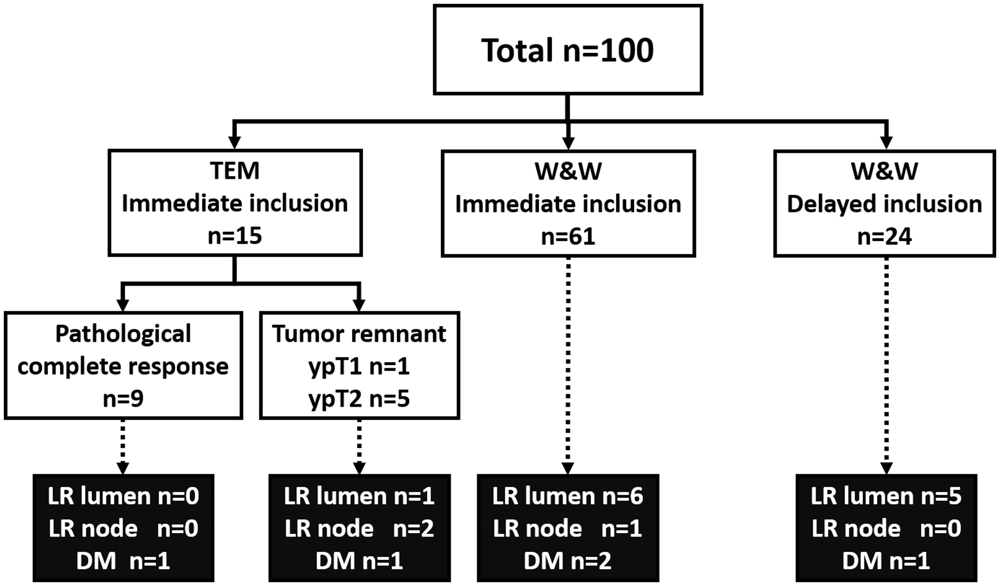 Total n=100
TEM
Immediate inclusion
n=15
W&W
Immediate inclusion
n=61
W&W
Delayed inclusion
n=24
Pathological
complete response
n=9
Tumor remnant
ypT1 n=1
ypT2 n=5
LR lumen n=0
LR node n=0
DM n=1
LR lumen n=1
LR node n=2
DM n=1
LR lumen n=6
LR node n=1
DM n=2
LR lumen n=5
LR node n=0
DM n=1